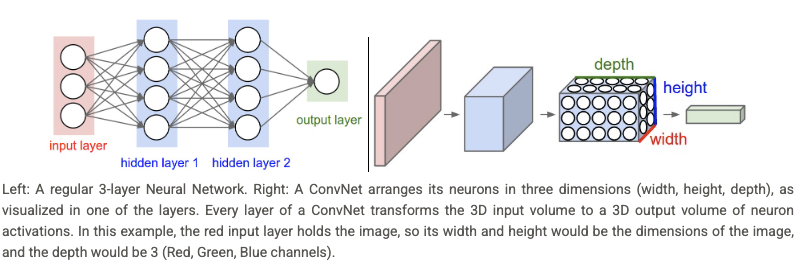 input layer
hidden layer 1
hidden layer 2
output layer
depth
height
width
Left: A regular 3-layer Neural Network. Right: A ConvNet arranges its neurons in three dimensions (width, height, depth), as
visualized in one of the layers. Every layer of a ConvNet transforms the 3D input volume to a 3D output volume of neuron
activations. In this example, the red input layer holds the image, so its width and height would be the dimensions of the image,
and the depth would be 3 (Red, Green, Blue channels).